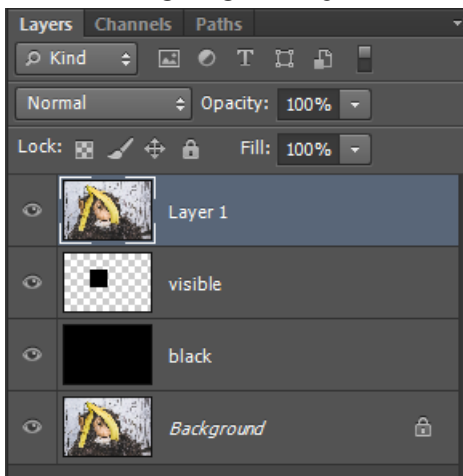 Layers Channels Paths
Kind T
Normal Opacity: 100%
Lock: Fill: 100%
Layer 1
visible
black
Background